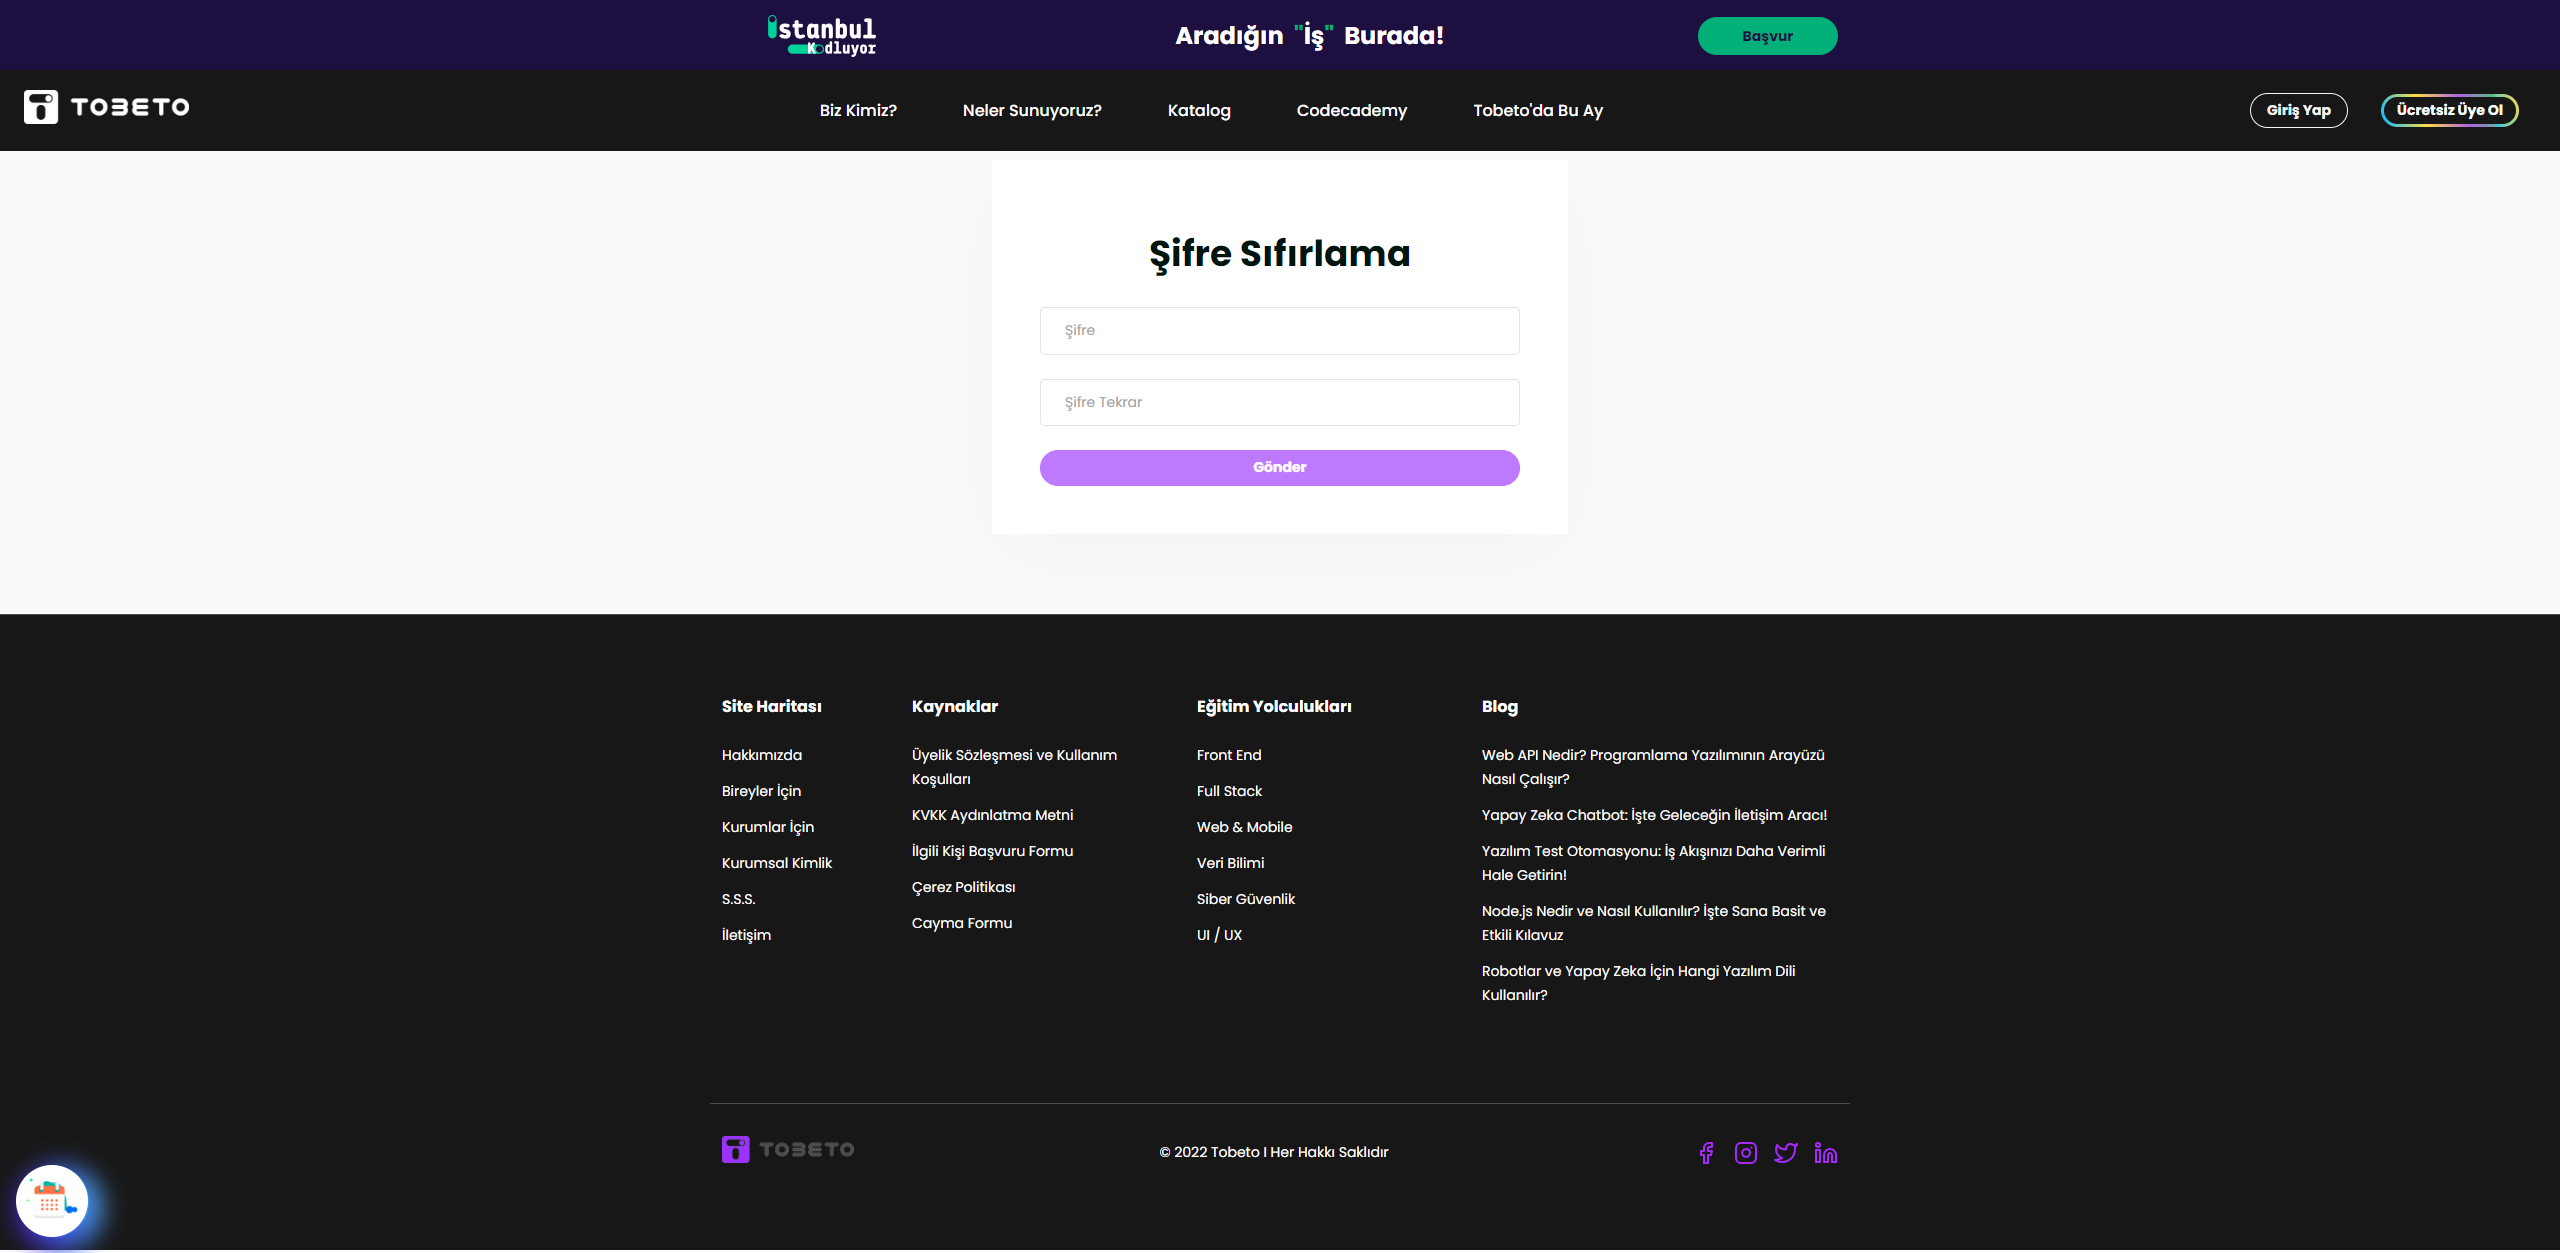 İstanbul
Kodluyor
Aradığın "İş" Burada!
Başvur
TOBETO
Biz Kimiz?
Neler Sunuyoruz?
Katalog
Codecademy
Tobeto'da Bu Ay
Giriş Yap
Ücretsiz Üye Ol
Şifre Sıfırlama
Şifre
Şifre Tekrar
Gönder
Site Haritası
Hakkımızda
Bireyler İçin
Kurumlar İçin
Kurumsal Kimlik
S.S.S.
İletişim
Kaynaklar
Üyelik Sözleşmesi ve Kullanım
Koşulları
KVKK Aydınlatma Metni
İlgili Kişi Başvuru Formu
Çerez Politikası
Cayma Formu
Eğitim Yolculukları
Front End
Full Stack
Web & Mobile
Veri Bilimi
Siber Güvenlik
UI / UX
Blog
Web API Nedir? Programlama Yazılımının Arayüzü
Nasıl Çalışır?
Yapay Zeka Chatbot: İşte Geleceğin İletişim Aracı!
Yazılım Test Otomasyonu: İş Akışınızı Daha Verimli
Hale Getirin!
Node.js Nedir ve Nasıl Kullanılır? İşte Sana Basit ve
Etkili Kılavuz
Robotlar ve Yapay Zeka İçin Hangi Yazılım Dili
Kullanılır?
TOBETO
© 2022 Tobeto I Her Hakkı Saklıdır